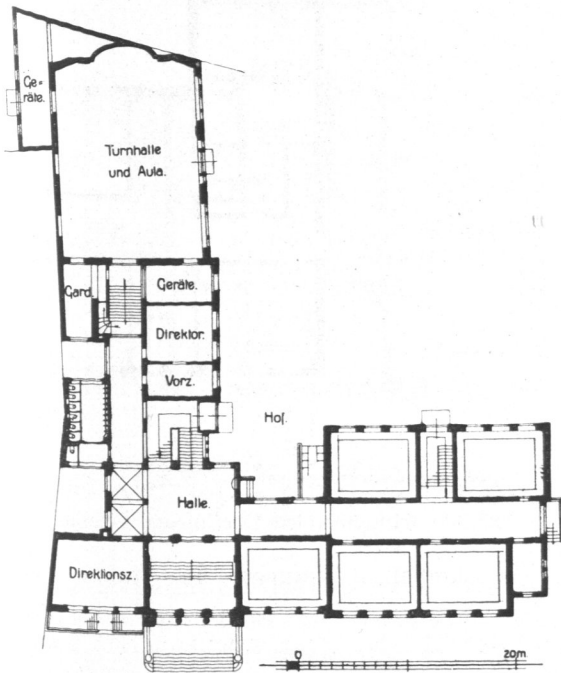 Ge=
räte.
Turnhalle
und Aula.
Gard.
Geräte.
Direktor.
Vorz.
Hof.
Halle.
Direktionsz.
0
20m